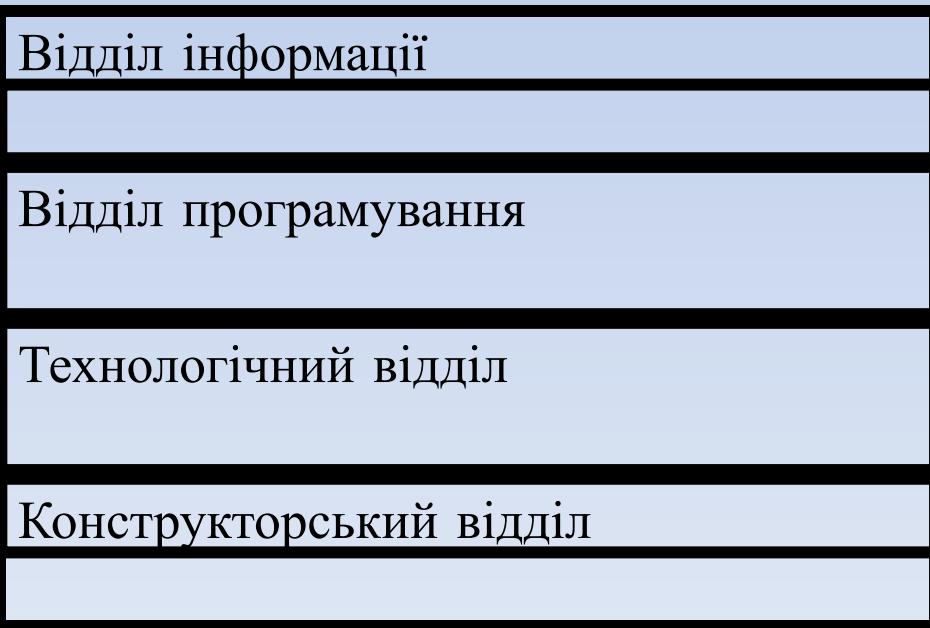 Відділ інформації
Відділ програмування
Технологічний відділ
Конструкторський відділ